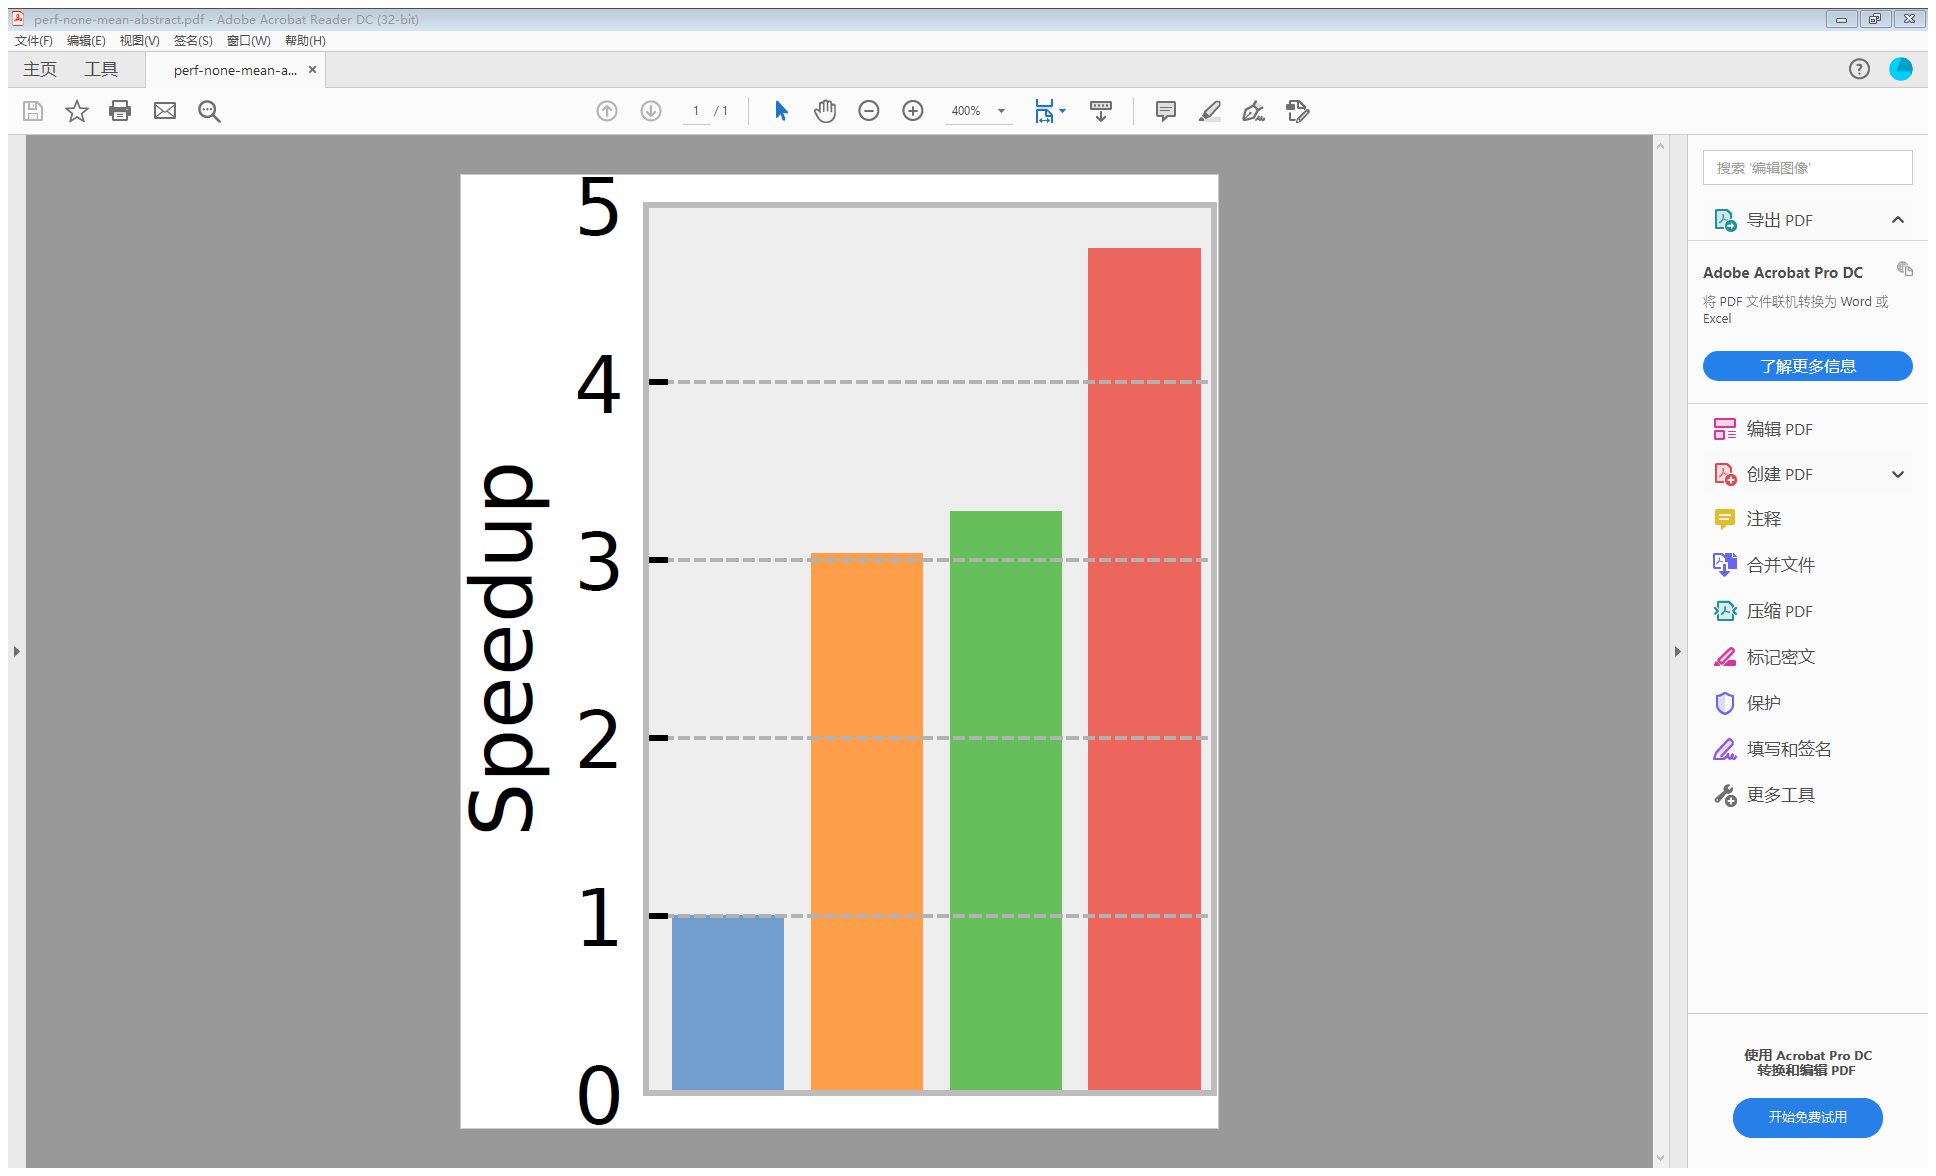 perf-none-mean-abstract.pdf - Adobe Acrobat Reader DC (32-bit)
文件(F) 编辑(E) 视图(V) 签名(S) 窗口(W) 帮助(H)
主页 工具 perf-none-mean-a... ×
1 / 1 400%
5
4
3
2
1
0
Speedup
搜索 '编辑图像'
导出 PDF
Adobe Acrobat Pro DC
将 PDF 文件联机转换为 Word 或
Excel
了解更多信息
编辑 PDF
创建 PDF
注释
合并文件
压缩 PDF
标记密文
保护
填写和签名
更多工具
使用 Acrobat Pro DC
转换和编辑 PDF
开始免费试用